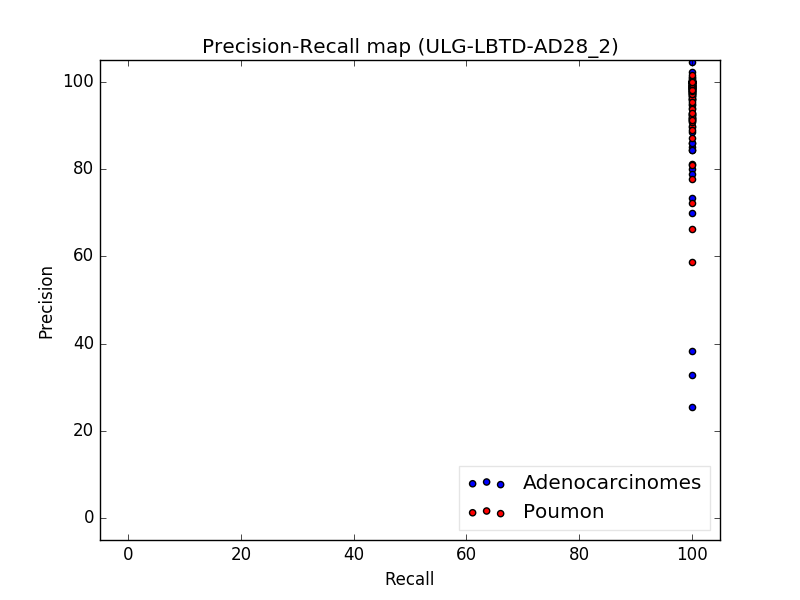 Precision-Recall map (ULG-LBTD-AD28_2)
100
80
60
40
20
0
Precision
Adenocarcinomes
Poumon
0 20 40 60 80 100
Recall